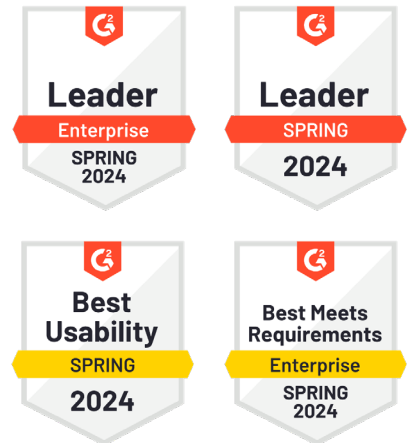 G2
Leader
Enterprise
SPRING
2024
G2
Leader
SPRING
2024
G2
Best
Usability
SPRING
2024
G2
Best Meets
Requirements
Enterprise
SPRING
2024